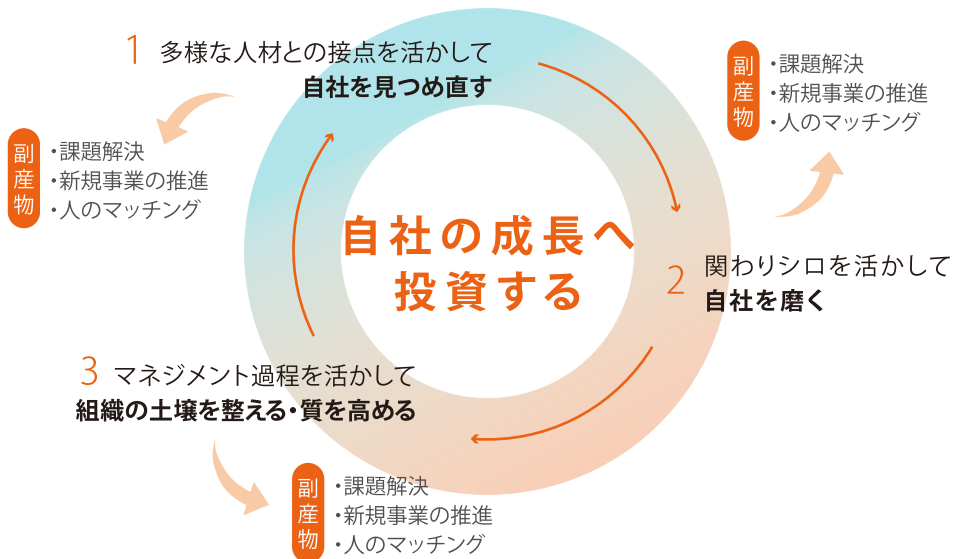 1 多様な人材との接点を活かして
自社を見つめ直す
副産物
・課題解決
・新規事業の推進
・人のマッチング
副産物
・課題解決
・新規事業の推進
・人のマッチング
自社の成長へ
投資する
2 関わりシロを活かして
自社を磨く
3 マネジメント過程を活かして
組織の土壌を整える・質を高める
副産物
・課題解決
・新規事業の推進
・人のマッチング